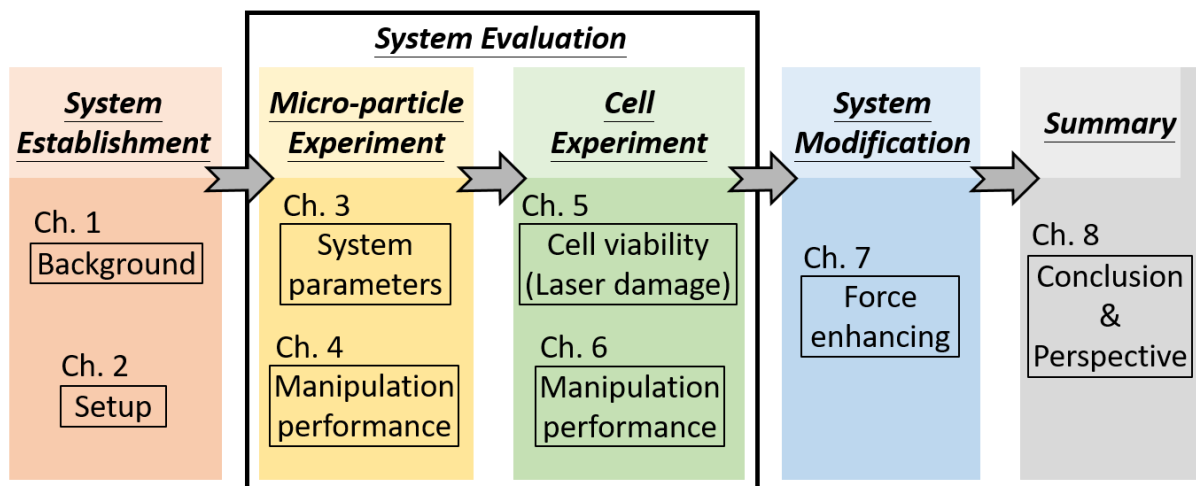 System Evaluation
System
Establishment
Ch. 1
Background
Ch. 2
Setup
Micro-particle
Experiment
Ch. 3
System
parameters
Ch. 4
Manipulation
performance
Cell
Experiment
Ch. 5
Cell viability
(Laser damage)
Ch. 6
Manipulation
performance
System
Modification
Ch. 7
Force
enhancing
Summary
Ch. 8
Conclusion
&
Perspective